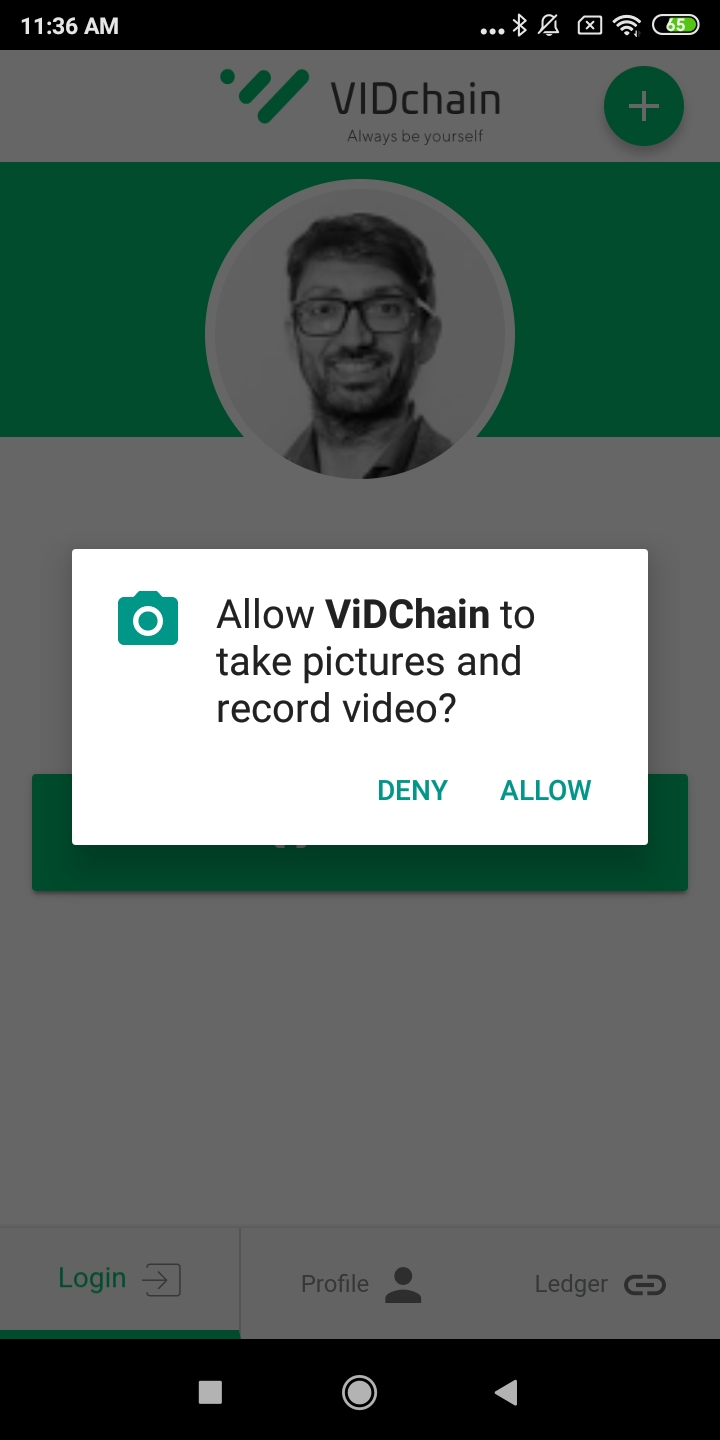 11:36 AM
65
VIDchain
Always be yourself
Allow ViDChain to
take pictures and
record video?
DENY
ALLOW
Login
Profile
Ledger